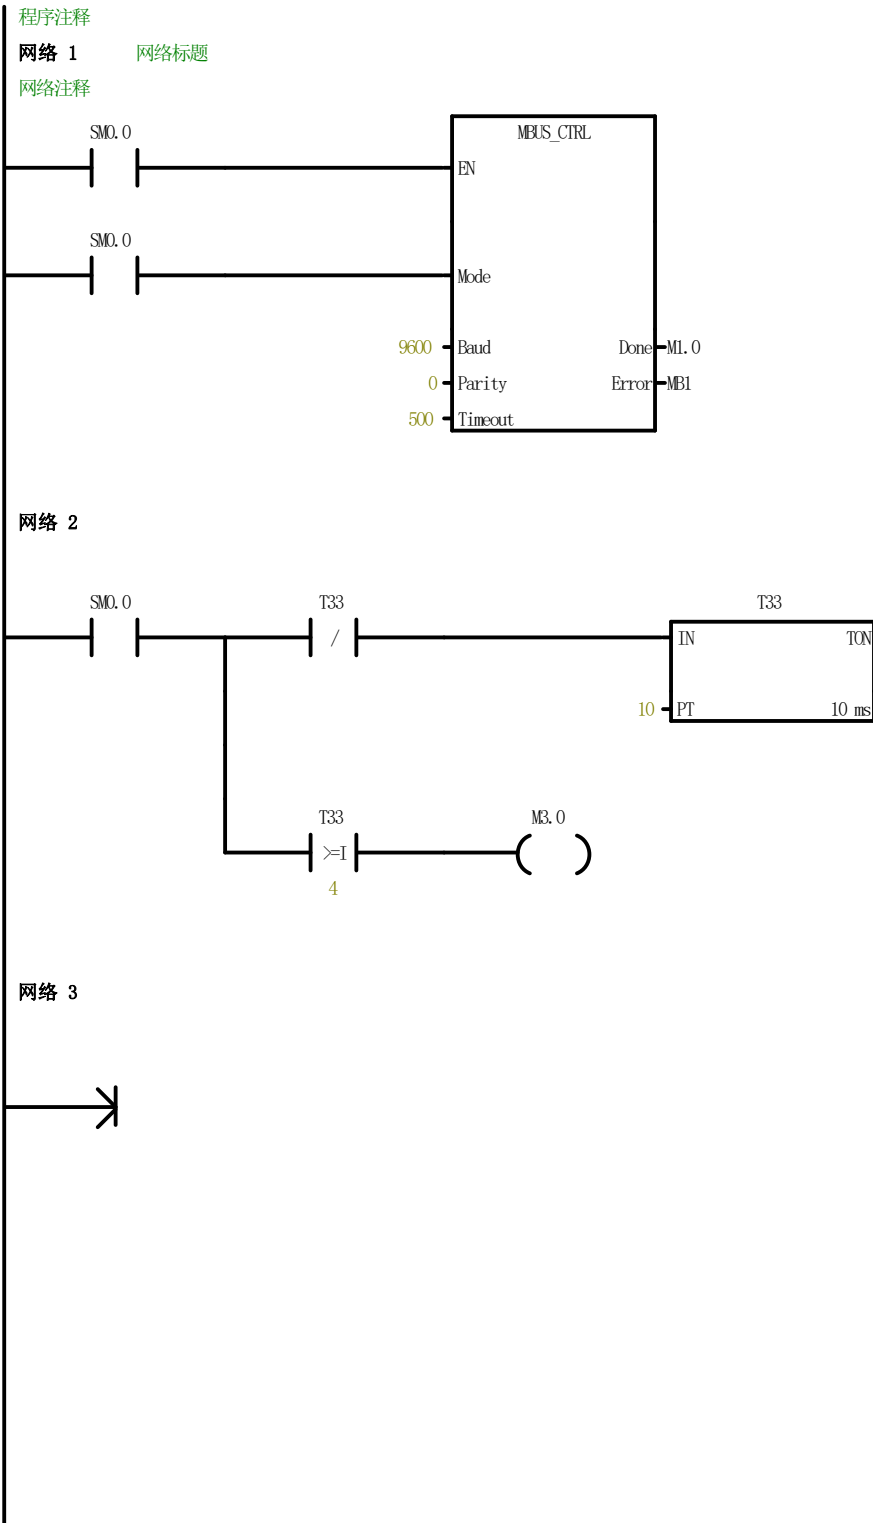 程序注释
网络 1 网络标题
网络注释
SM0.0
MBUS_CTRL
EN
SM0.0
Mode
9600 Baud Done M1.0
0 Parity Error MB1
500 Timeout
网络 2
SM0.0 T33 T33
/ IN TON
10 PT 10 ms
T33 M3.0
>=I
4
网络 3